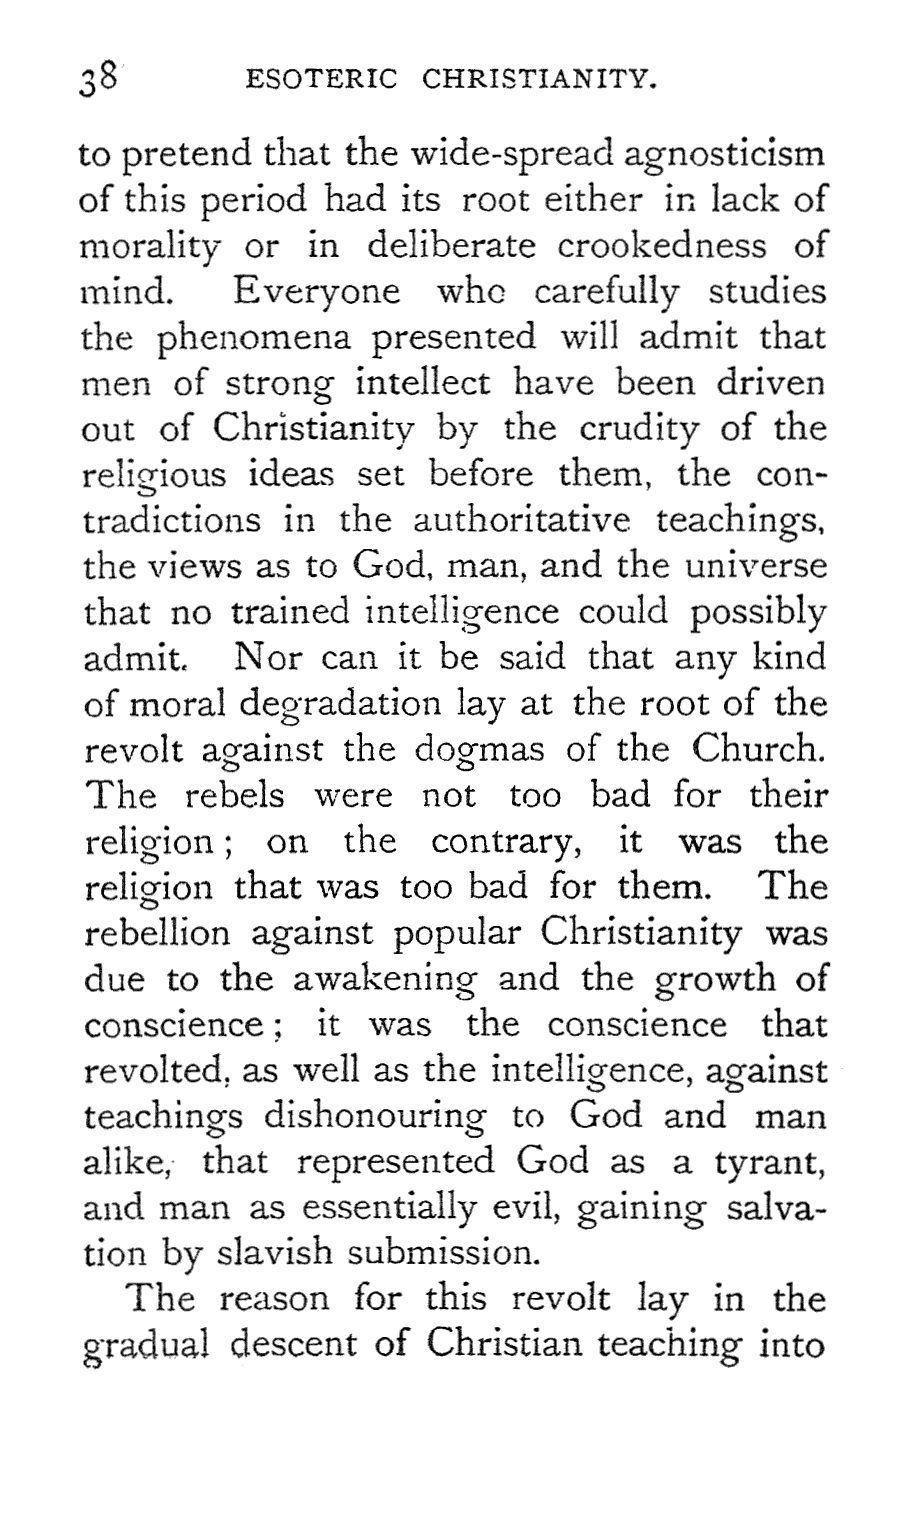 38 ESOTERIC CHRISTIANITY.
to pretend that the wide-spread agnosticism
of this period had its root either in lack of
morality or in deliberate crookedness of
mind. Everyone who carefully studies
the phenomena presented will admit that
men of strong intellect have been driven
out of Christianity by the crudity of the
religious ideas set before them, the con-
tradictions in the authoritative teachings,
the views as to God, man, and the universe
that no trained intelligence could possibly
admit. Nor can it be said that any kind
of moral degradation lay at the root of the
revolt against the dogmas of the Church.
The rebels were not too bad for their
religion ; on the contrary, it was the
religion that was too bad for them. The
rebellion against popular Christianity was
due to the awakening and the growth of
conscience ; it was the conscience that
revolted, as well as the intelligence, against
teachings dishonouring to God and man
alike, that represented God as a tyrant,
and man as essentially evil, gaining salva-
tion by slavish submission.
The reason for this revolt lay in the
gradual descent of Christian teaching into